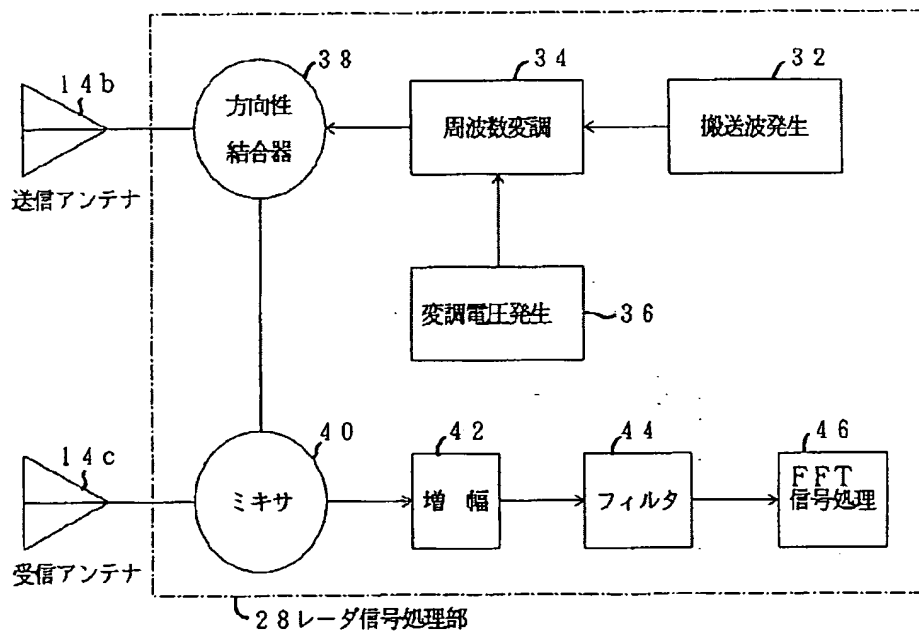 38
34
32
14b
方向性
結合器
周波数変調
搬送波発生
送信アンテナ
変調電圧発生
36
40
42
44
46
14c
ミキサ
増 幅
フィルタ
FFT
信号処理
受信アンテナ
28レーダ信号処理部